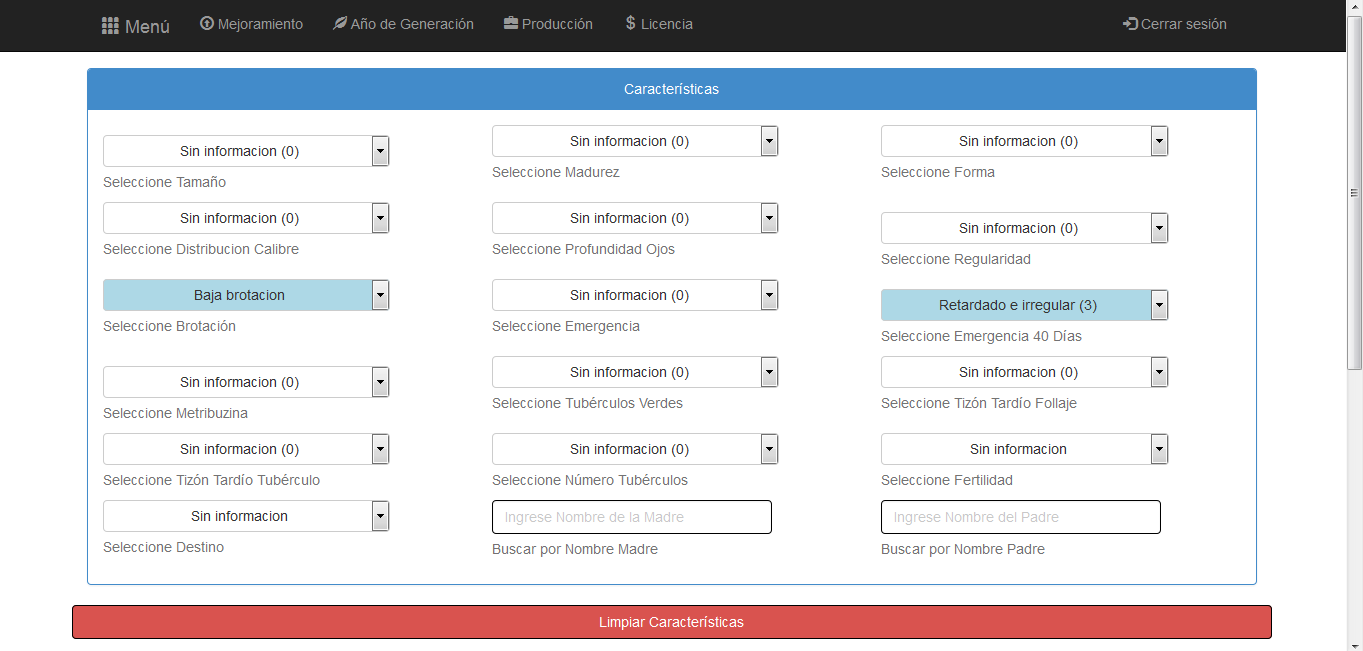 Menú Mejoramiento Año de Generación Producción $ Licencia Cerrar sesión
Características
Sin informacion (0) Sin informacion (0) Sin informacion (0)
Seleccione Tamaño Seleccione Madurez Seleccione Forma
Sin informacion (0) Sin informacion (0) Sin informacion (0)
Seleccione Distribucion Calibre Seleccione Profundidad Ojos Seleccione Regularidad
Baja brotacion Sin informacion (0) Retardado e irregular (3)
Seleccione Brotación Seleccione Emergencia Seleccione Emergencia 40 Días
Sin informacion (0) Sin informacion (0) Sin informacion (0)
Seleccione Metribuzina Seleccione Tubérculos Verdes Seleccione Tizón Tardío Follaje
Sin informacion (0) Sin informacion (0) Sin informacion
Seleccione Tizón Tardío Tubérculo Seleccione Número Tubérculos Seleccione Fertilidad
Sin informacion Ingrese Nombre de la Madre Ingrese Nombre del Padre
Seleccione Destino Buscar por Nombre Madre Buscar por Nombre Padre
Limpiar Características